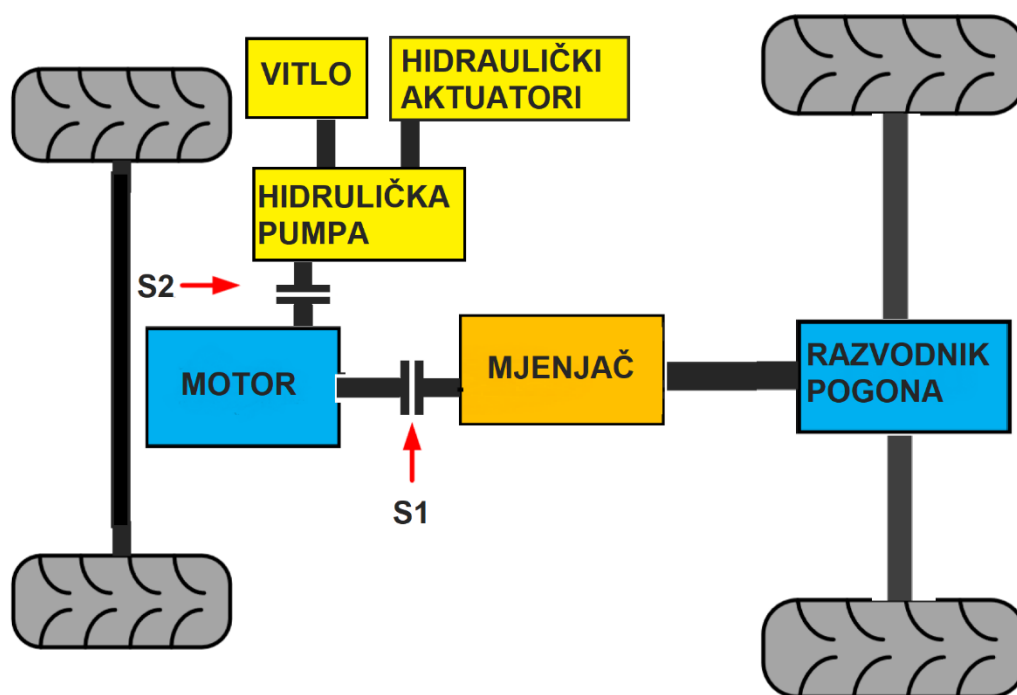 VITLO
HIDRAULIČKI
AKTUATORI
HIDRULIČKA
PUMPA
S2
MOTOR
MJENJAČ
RAZVODNIK
POGONA
S1